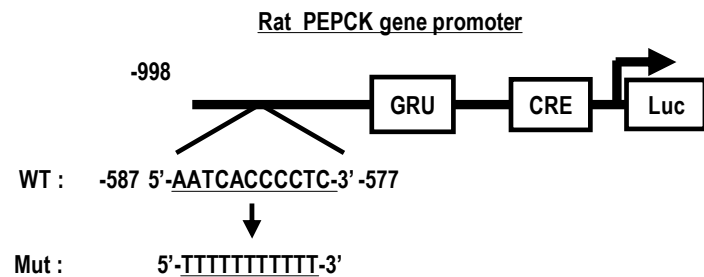 Rat PEPCK gene promoter
-998
GRU CRE Luc
WT : -587 5’-AATCACCCCTC-3’ -577
Mut : 5’-TTTTTTTTTTT-3’